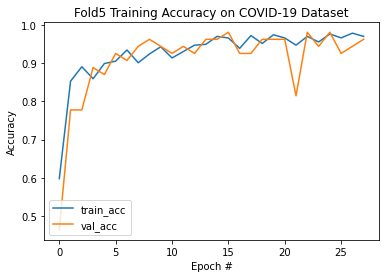 Fold5 Training Accuracy on COVID-19 Dataset
1.0
0.9
0.8
0.7
0.6
0.5
Accuracy
train_acc
val_acc
0 5 10 15 20 25
Epoch #